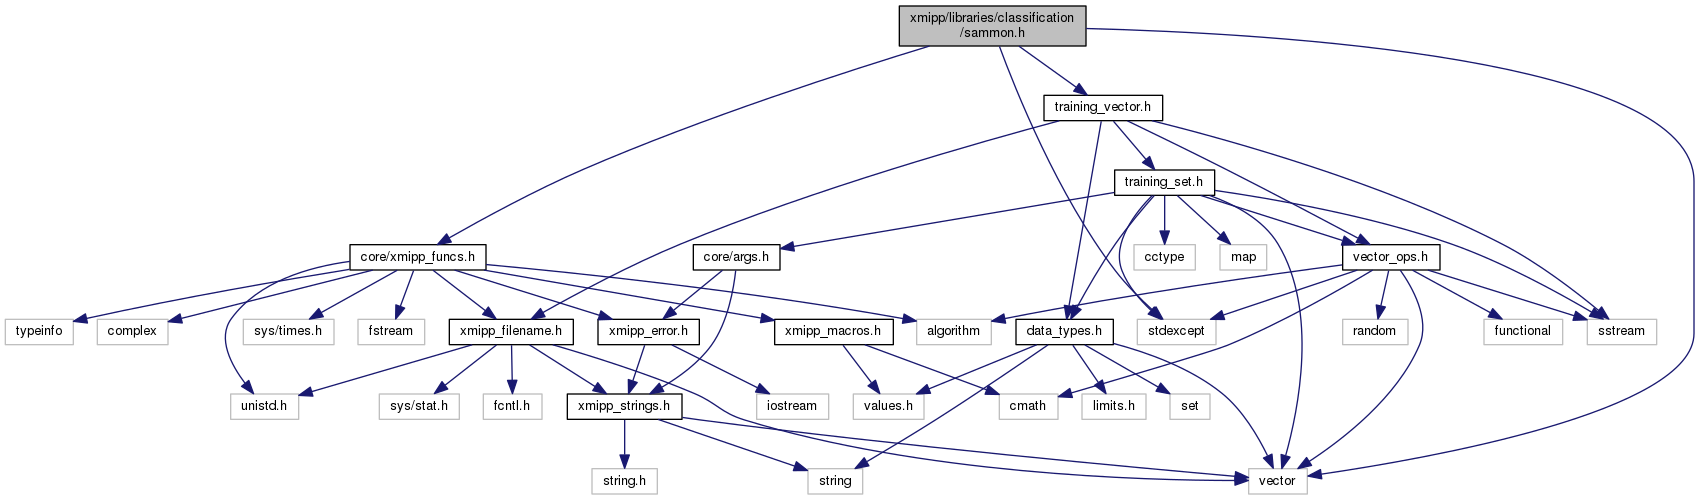 xmipp/libraries/classification
/sammon.h
training_vector.h
training_set.h
core/xmipp_funcs.h
core/args.h
cctype
map
vector_ops.h
typeinfo
complex
sys/times.h
fstream
xmipp_filename.h
xmipp_error.h
xmipp_macros.h
algorithm
data_types.h
stdexcept
random
functional
sstream
unistd.h
sys/stat.h
fcntl.h
xmipp_strings.h
iostream
values.h
cmath
limits.h
set
string.h
string
vector